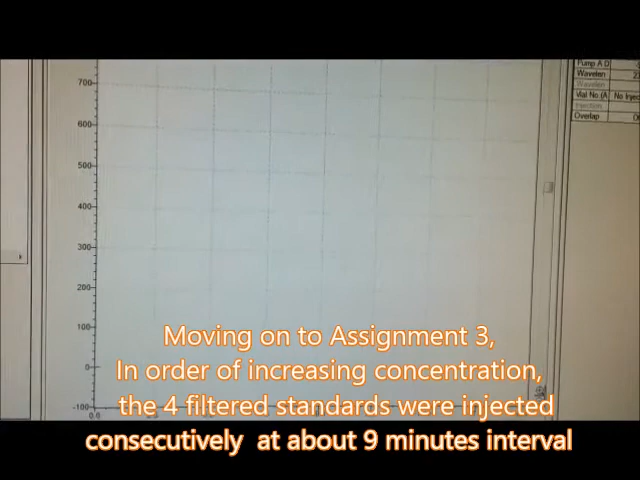 700
600
500
400
300
200
100
0
-100
0.0
Pump A
Wavelen
Wavelen
Vial No.(A No Injec
Injection
Overlap
Moving on to Assignment 3,
In order of increasing concentration,
the 4 filtered standards were injected
consecutively at about 9 minutes interval